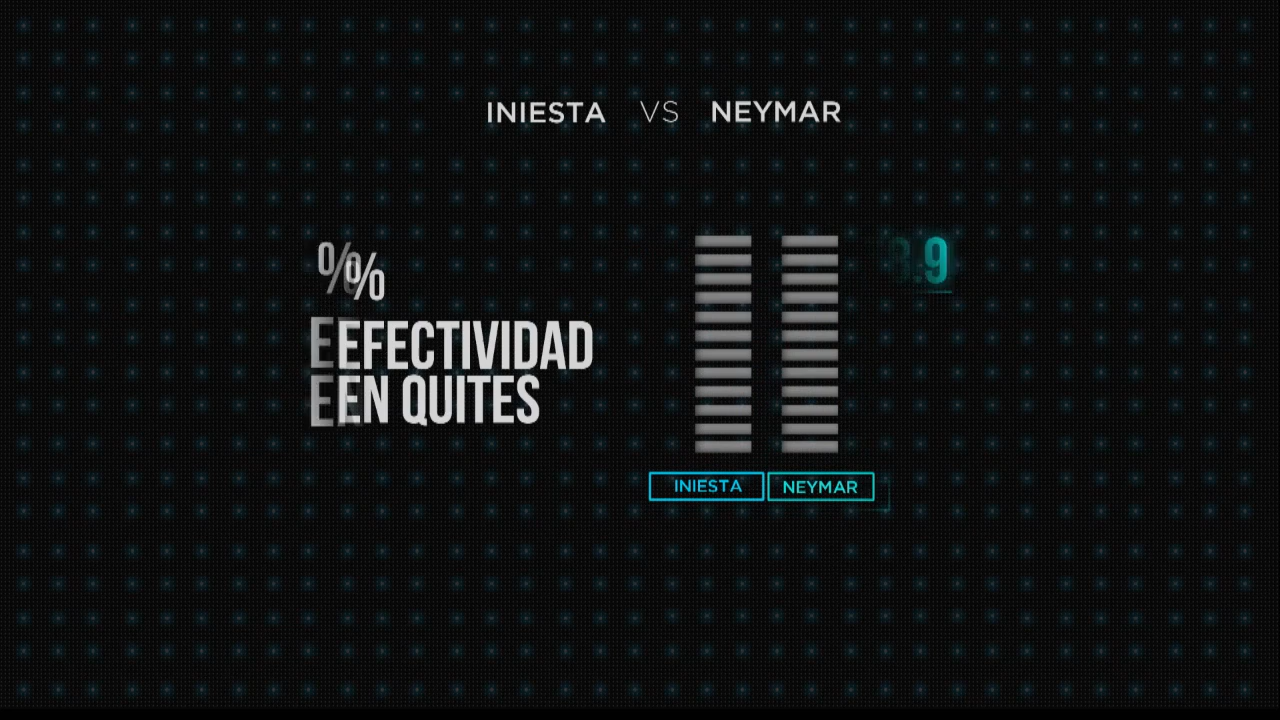 INIESTA VS NEYMAR
%
EFECTIVIDAD
EN QUITES
INIESTA NEYMAR